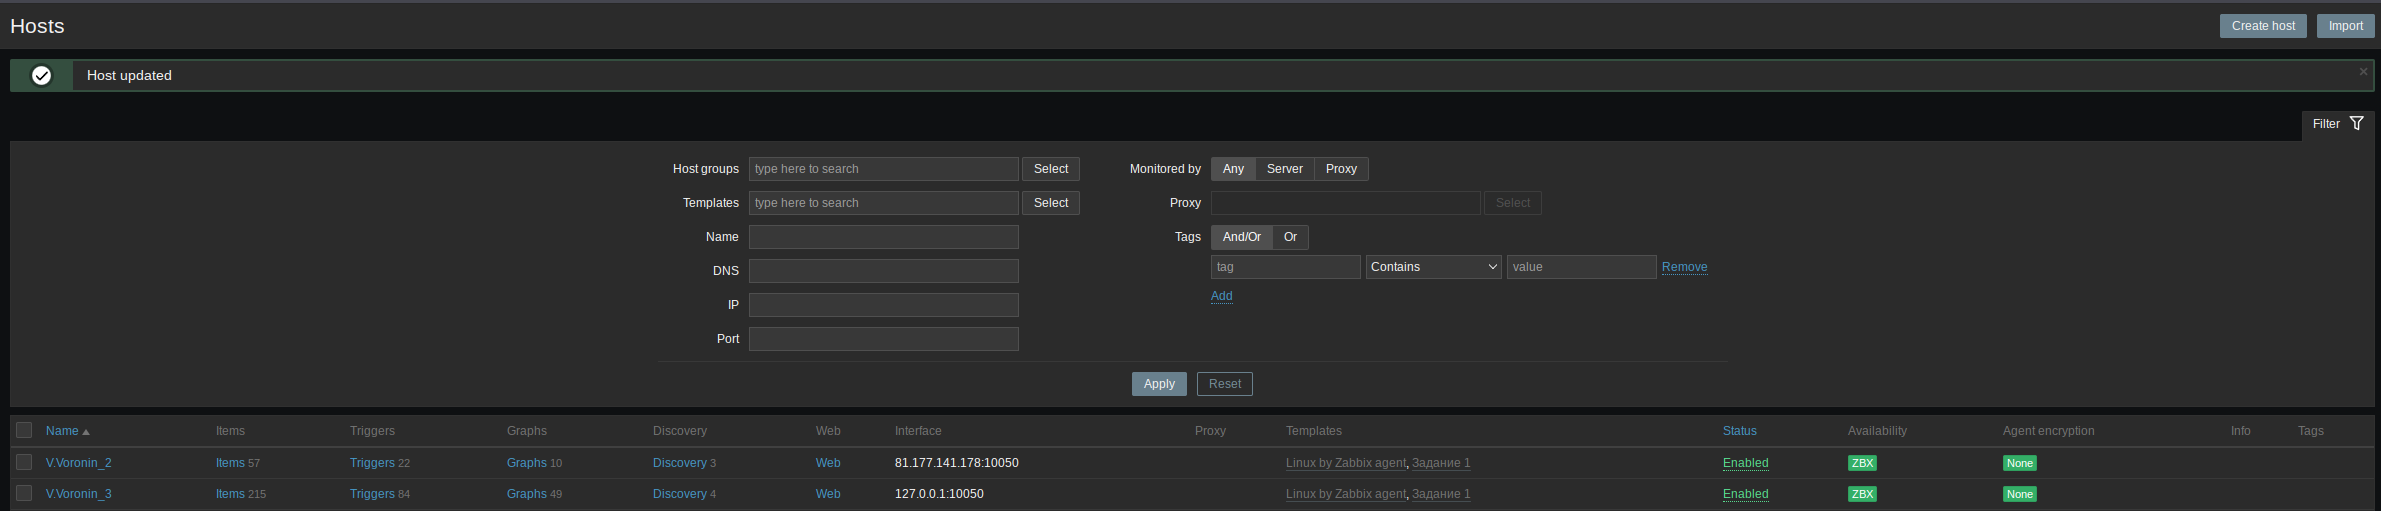 Hosts
Create host Import
Host updated
Filter
Host groups type here to search Select Monitored by Any Server Proxy
Templates type here to search Select Proxy Select
Name Tags And/Or Or
DNS tag Contains value Remove
IP Add
Port
Apply Reset
Name Items Triggers Graphs Discovery Web Interface Proxy Templates Status Availability Agent encryption Info Tags
V.Voronin_2 Items 57 Triggers 22 Graphs 10 Discovery 3 Web 81.177.141.178:10050 Linux by Zabbix agent, Задание 1 Enabled ZBX None
V.Voronin_3 Items 215 Triggers 84 Graphs 49 Discovery 4 Web 127.0.0.1:10050 Linux by Zabbix agent, Задание 1 Enabled ZBX None